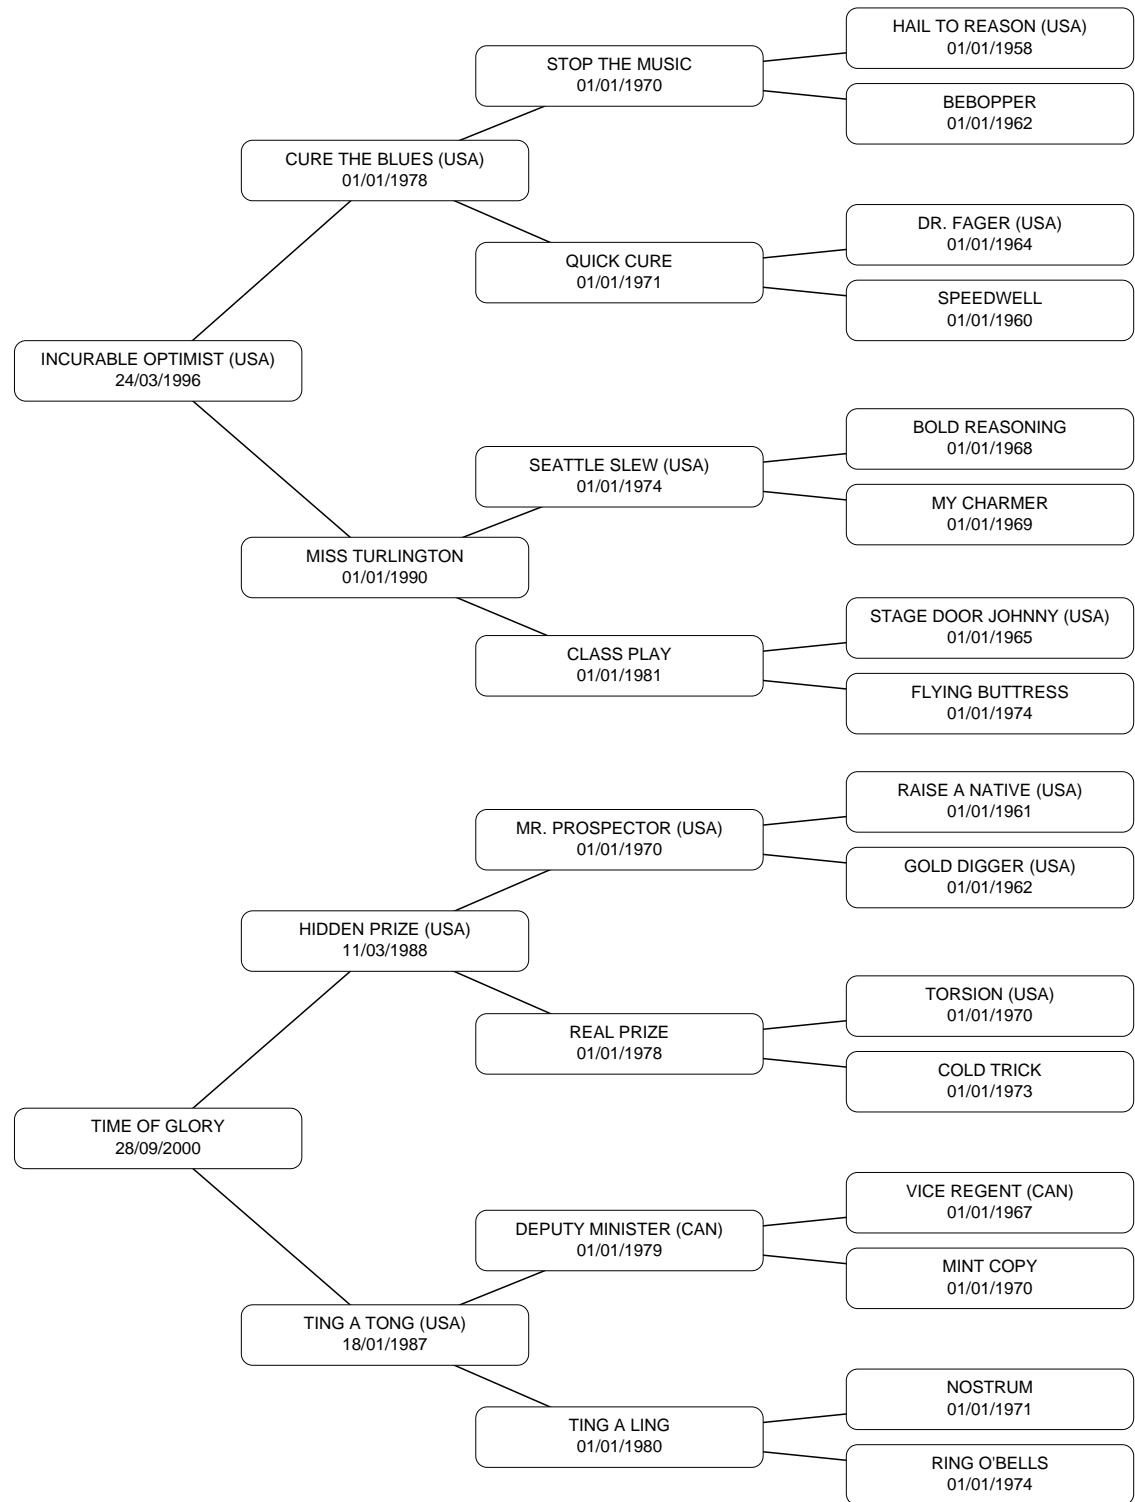 HAIL TO REASON (USA)
01/01/1958
STOP THE MUSIC
01/01/1970
BEBOPPER
01/01/1962
CURE THE BLUES (USA)
01/01/1978
DR. FAGER (USA)
01/01/1964
QUICK CURE
01/01/1971
SPEEDWELL
01/01/1960
INCURABLE OPTIMIST (USA)
24/03/1996
BOLD REASONING
01/01/1968
SEATTLE SLEW (USA)
01/01/1974
MY CHARMER
01/01/1969
MISS TURLINGTON
01/01/1990
STAGE DOOR JOHNNY (USA)
01/01/1965
CLASS PLAY
01/01/1981
FLYING BUTTRESS
01/01/1974
RAISE A NATIVE (USA)
01/01/1961
MR. PROSPECTOR (USA)
01/01/1970
GOLD DIGGER (USA)
01/01/1962
HIDDEN PRIZE (USA)
11/03/1988
TORSION (USA)
01/01/1970
REAL PRIZE
01/01/1978
COLD TRICK
01/01/1973
TIME OF GLORY
28/09/2000
VICE REGENT (CAN)
01/01/1967
DEPUTY MINISTER (CAN)
01/01/1979
MINT COPY
01/01/1970
TING A TONG (USA)
18/01/1987
NOSTRUM
01/01/1971
TING A LING
01/01/1980
RING O'BELLS
01/01/1974